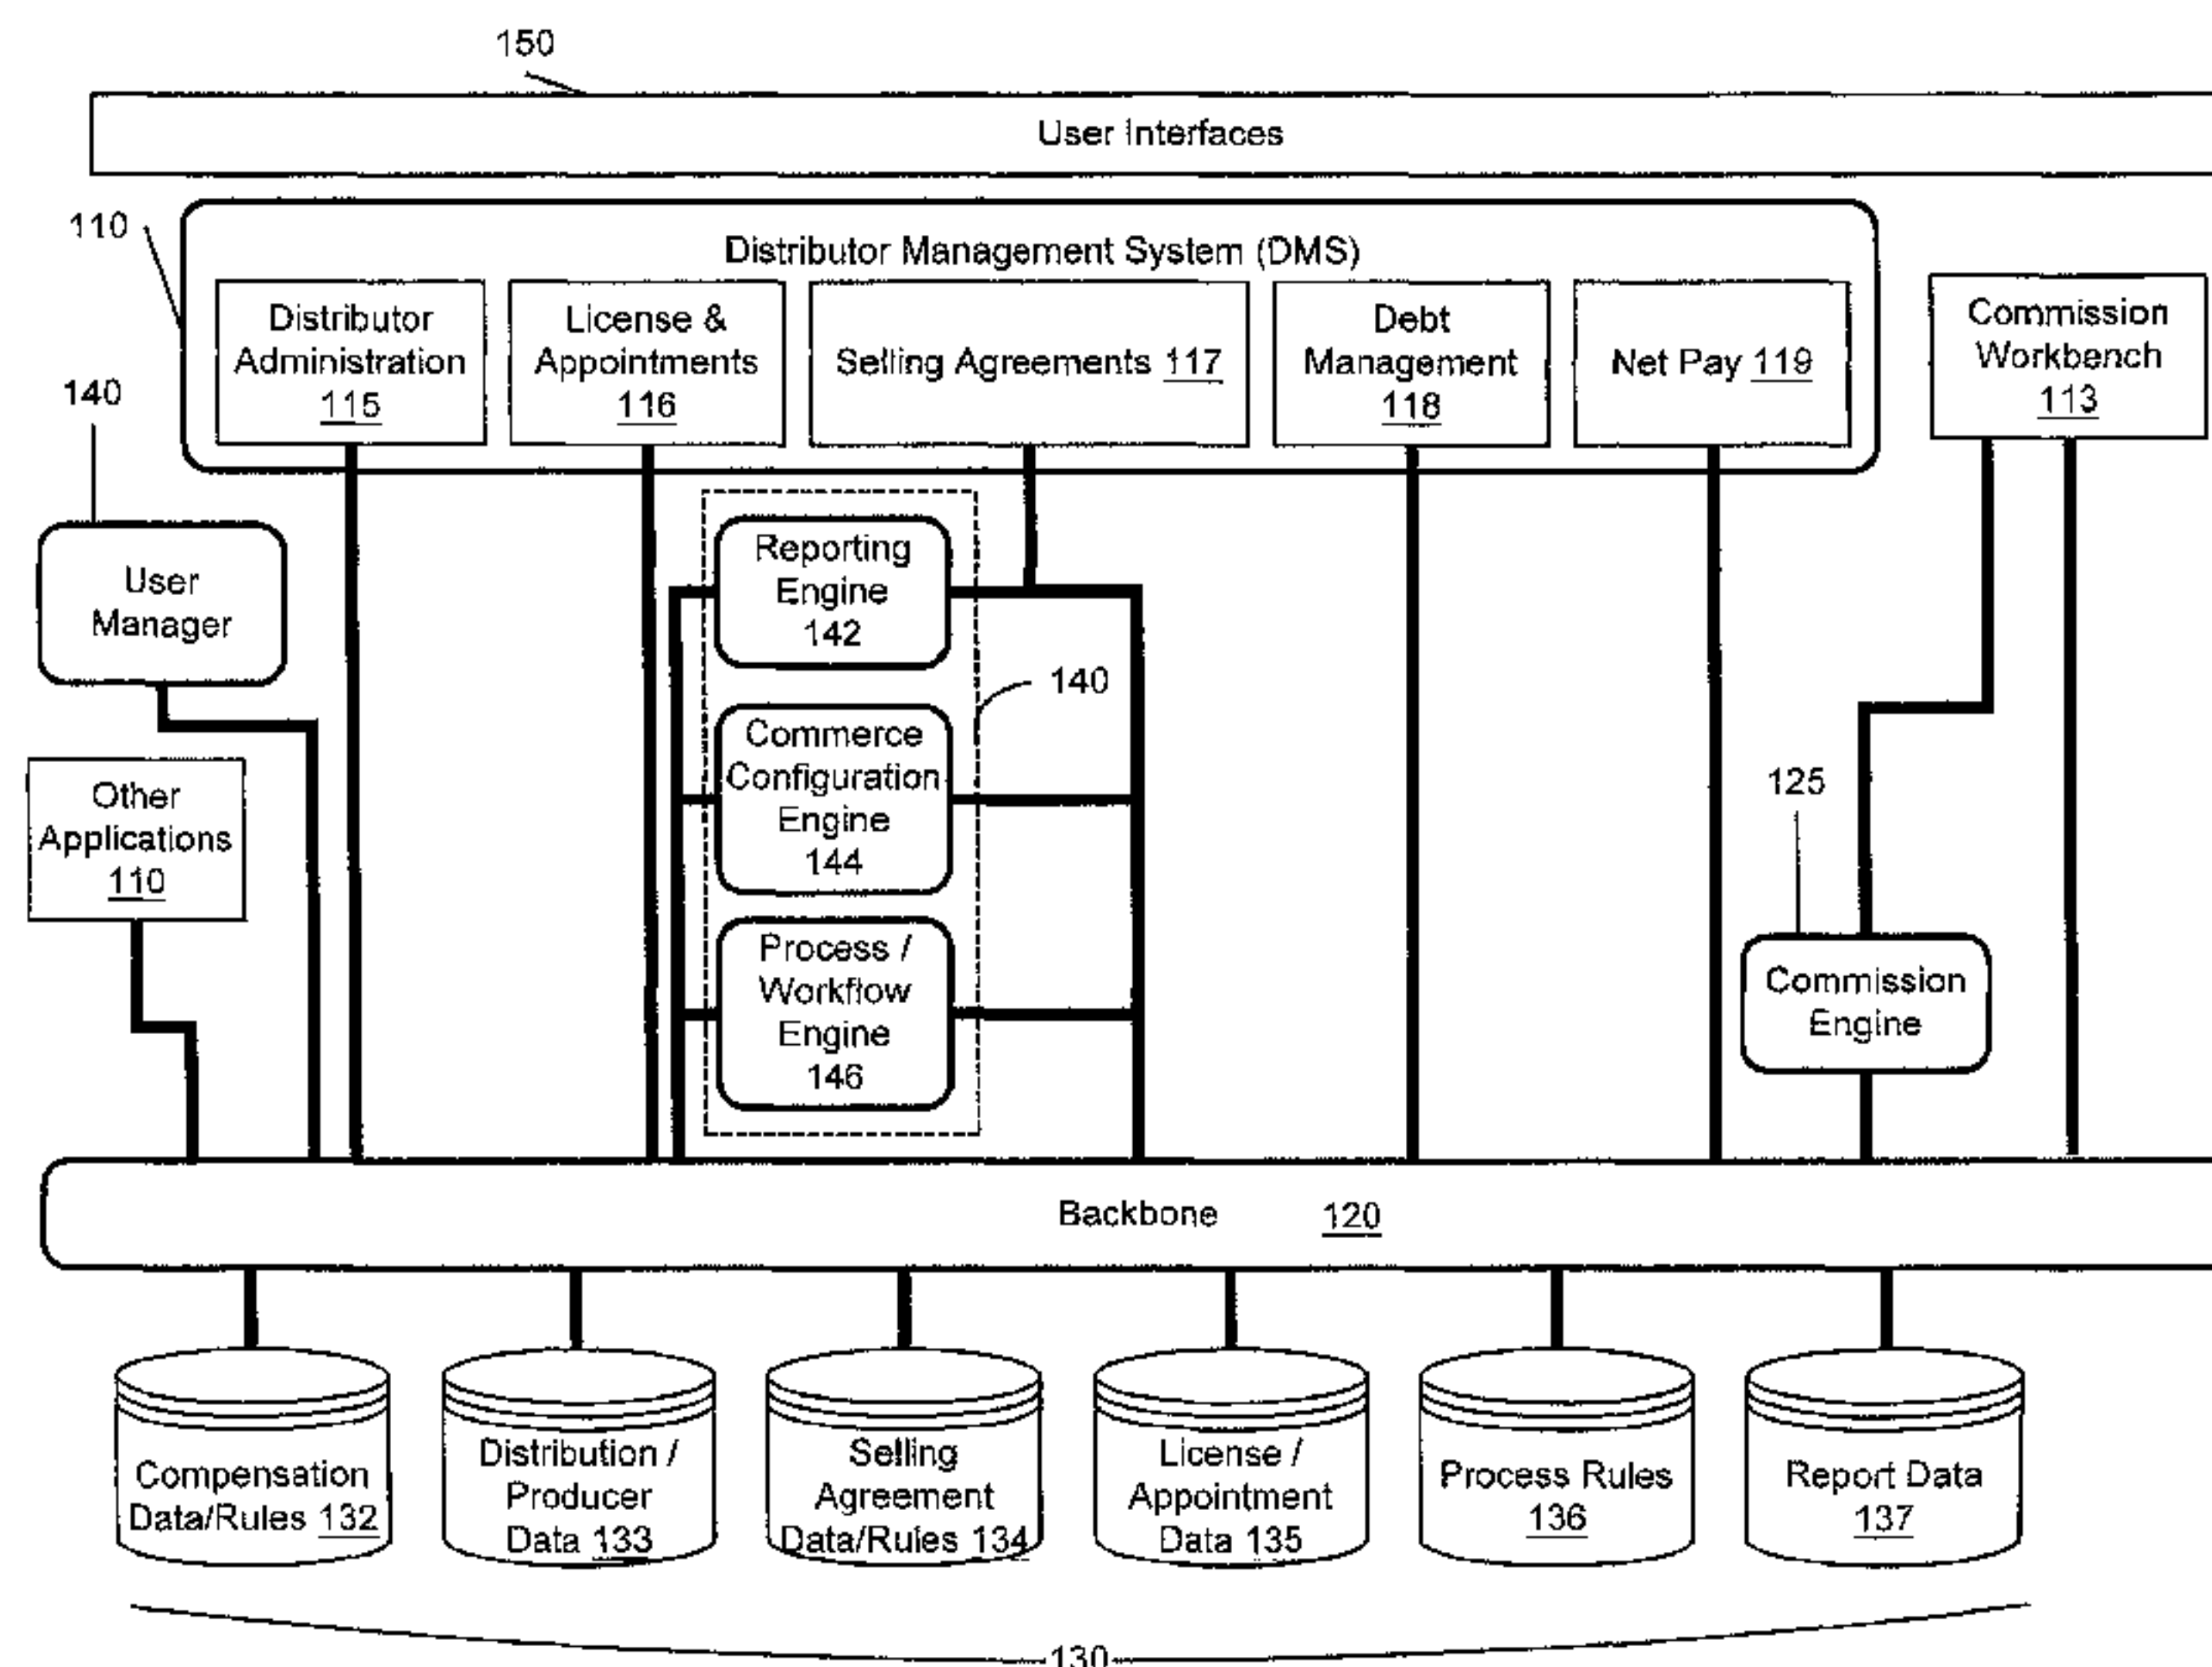 150
User Interfaces
110
Distributor Management System (DMS)
Distributor
Administration
115
License &
Appointments
116
Selling Agreements 117
Debt
Management
118
Net Pay 119
Commission
Workbench
113
140
User
Manager
Reporting
Engine
142
140
Commerce
Configuration
Engine
144
Other
Applications
110
125
Process /
Workflow
Engine
146
Commission
Engine
Backbone 120
Compensation
Data/Rules 132
Distribution /
Producer
Data 133
Selling
Agreement
Data/Rules 134
License /
Appointment
Data 135
Process Rules
136
Report Data
137
130